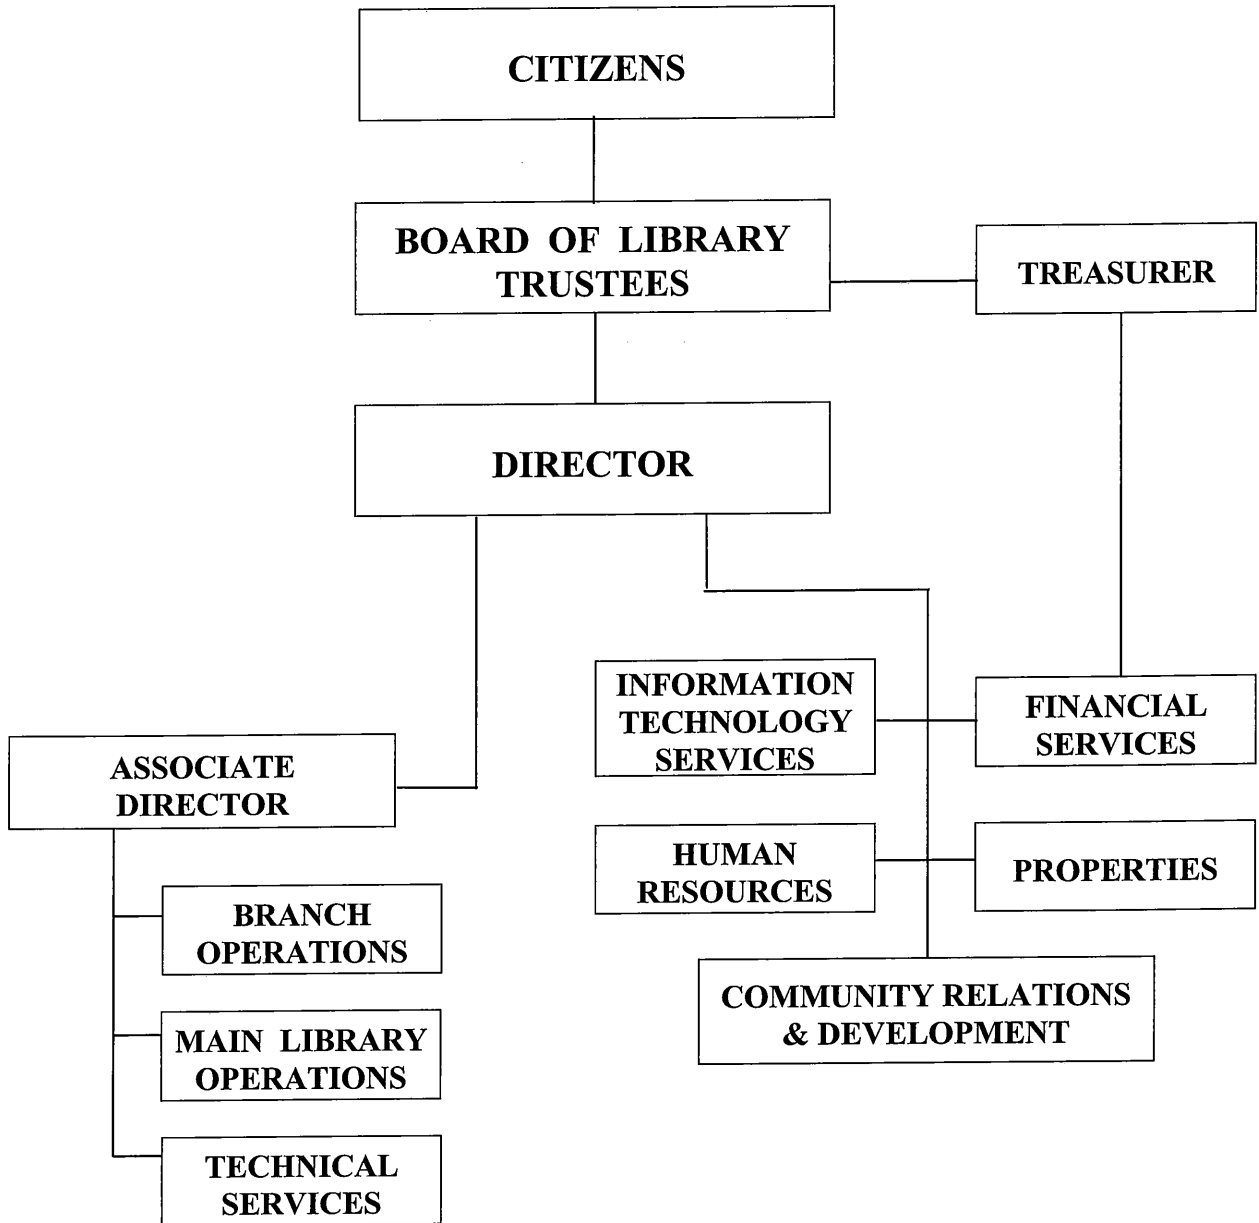 CITIZENS
BOARD OF LIBRARY
TRUSTEES
TREASURER
DIRECTOR
INFORMATION
TECHNOLOGY
SERVICES
FINANCIAL
SERVICES
ASSOCIATE
DIRECTOR
HUMAN
RESOURCES
PROPERTIES
BRANCH
OPERATIONS
COMMUNITY RELATIONS
& DEVELOPMENT
MAIN LIBRARY
OPERATIONS
TECHNICAL
SERVICES